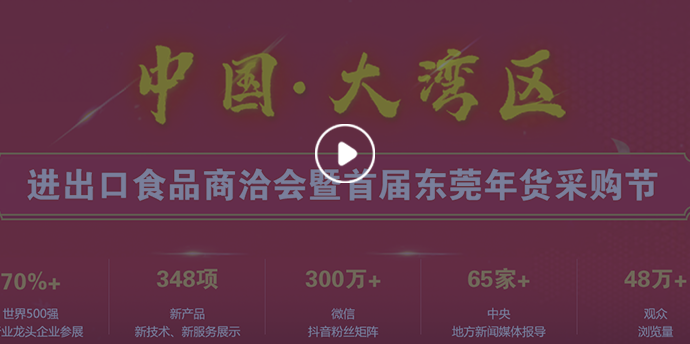 中国·大湾区
进出口食品商洽会暨首届东莞年货采购节
70%+
世界500强
业龙头企业参展
348项
新产品
新技术、新服务展示
300万+
微信
抖音粉丝矩阵
65家+
中央
地方新闻媒体报导
48万+
观众
浏览量